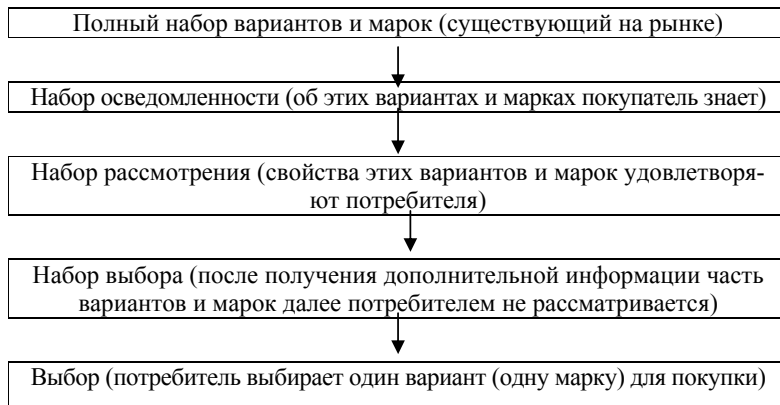 Полный набор вариантов и марок (существующий на рынке)
Набор осведомленности (об этих вариантах и марках покупатель знает)
Набор рассмотрения (свойства этих вариантов и марок удовлетворя-
ют потребителя)
Набор выбора (после получения дополнительной информации часть
вариантов и марок далее потребителем не рассматривается)
Выбор (потребитель выбирает один вариант (одну марку) для покупки)